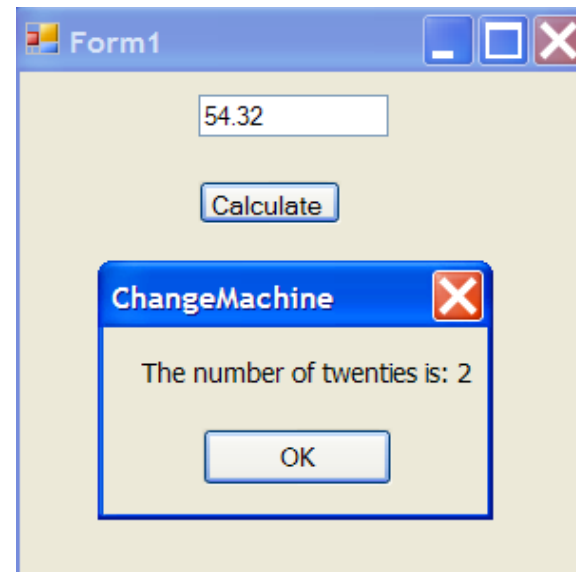 Form1
54.32
Calculate
ChangeMachine
The number of twenties is: 2
OK